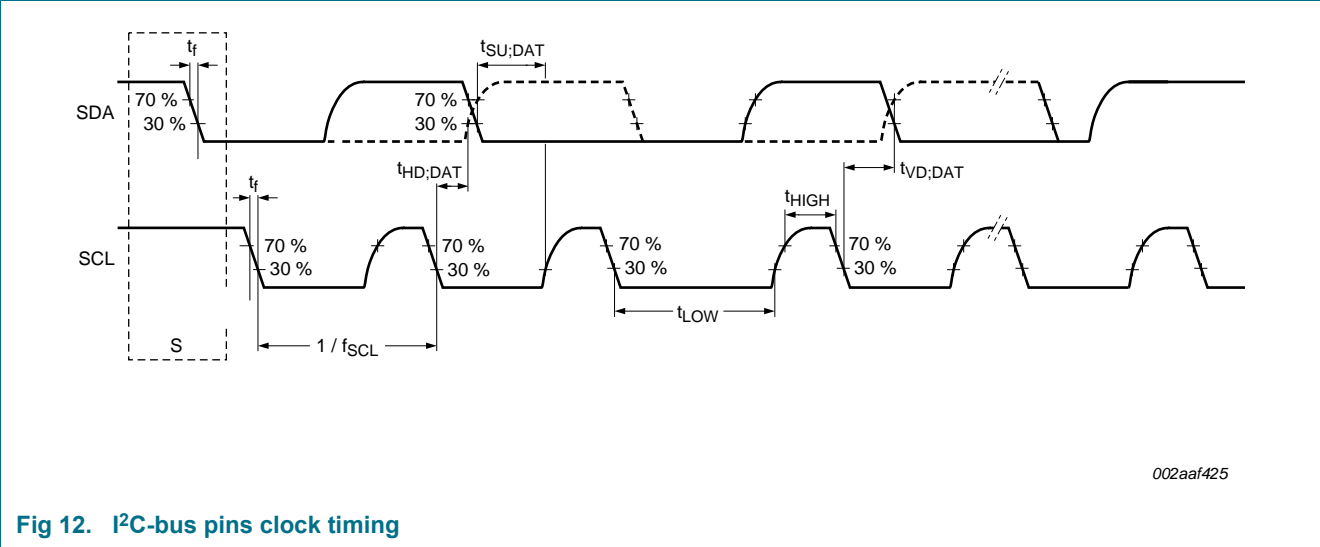 tf
tSU;DAT
SDA
70 %
30 %
70 %
30 %
tHD;DAT
tVD;DAT
tf
tHIGH
SCL
70 %
30 %
70 %
30 %
70 %
30 %
70 %
30 %
tLOW
S
1 / fSCL
002aaf425
Fig 12. I2C-bus pins clock timing